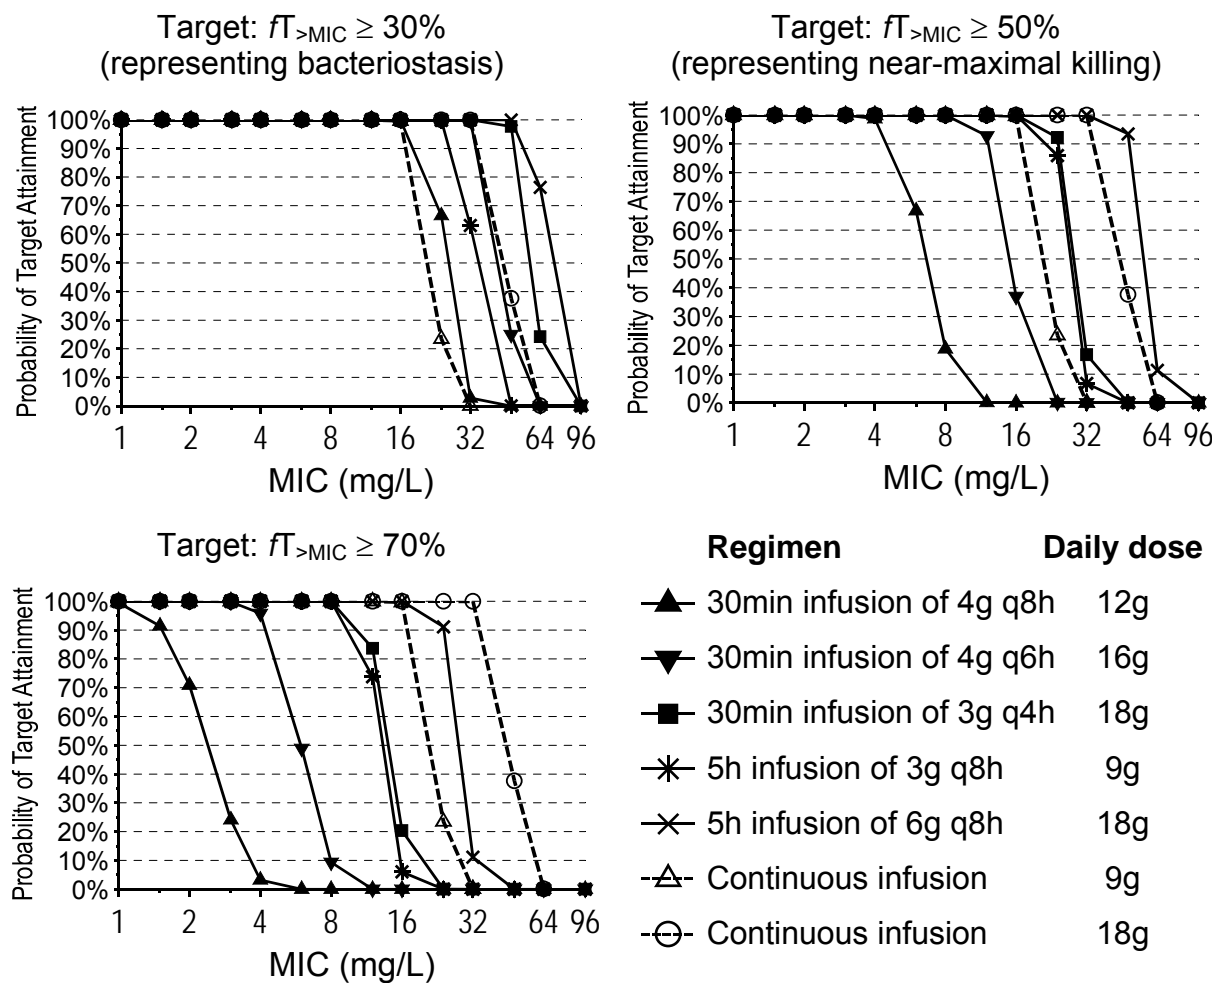 Target: fT>MIC ≥ 30%
(representing bacteriostasis)
Probability of Target Attainment
100%
90%
80%
70%
60%
50%
40%
30%
20%
10%
0%
1 2 4 8 16 32 64 96
MIC (mg/L)
Target: fT>MIC ≥ 50%
(representing near-maximal killing)
Probability of Target Attainment
100%
90%
80%
70%
60%
50%
40%
30%
20%
10%
0%
1 2 4 8 16 32 64 96
MIC (mg/L)
Target: fT>MIC ≥ 70%
Probability of Target Attainment
100%
90%
80%
70%
60%
50%
40%
30%
20%
10%
0%
1 2 4 8 16 32 64 96
MIC (mg/L)
Regimen Daily dose
30min infusion of 4g q8h 12g
30min infusion of 4g q6h 16g
30min infusion of 3g q4h 18g
5h infusion of 3g q8h 9g
5h infusion of 6g q8h 18g
Continuous infusion 9g
Continuous infusion 18g